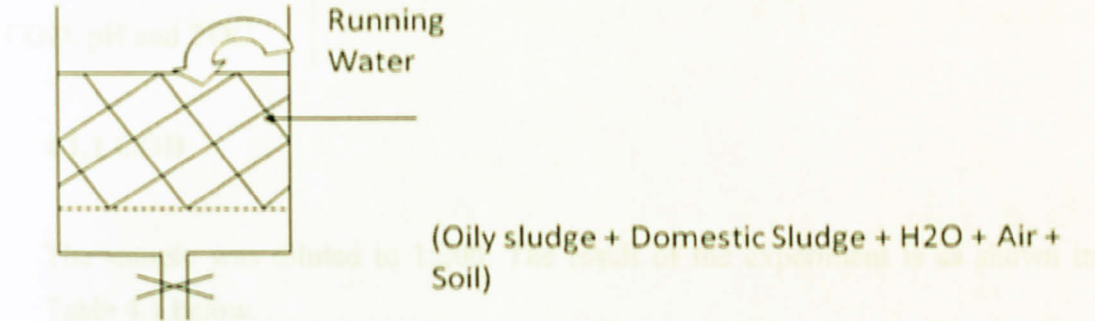 Running
Water
(Oily sludge + Domestic Sludge + H2O + Air +
Soil)